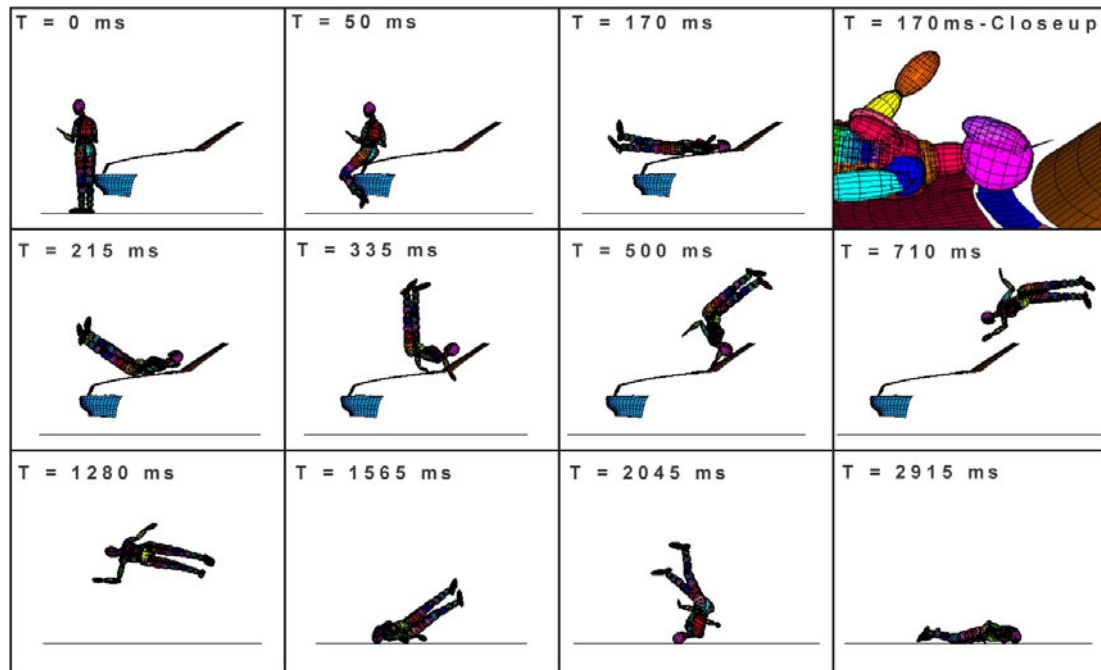 T = 0 ms
T = 50 ms
T = 170 ms
T = 170ms-Closeup
T = 215 ms
T = 335 ms
T = 500 ms
T = 710 ms
T = 1280 ms
T = 1565 ms
T = 2045 ms
T = 2915 ms